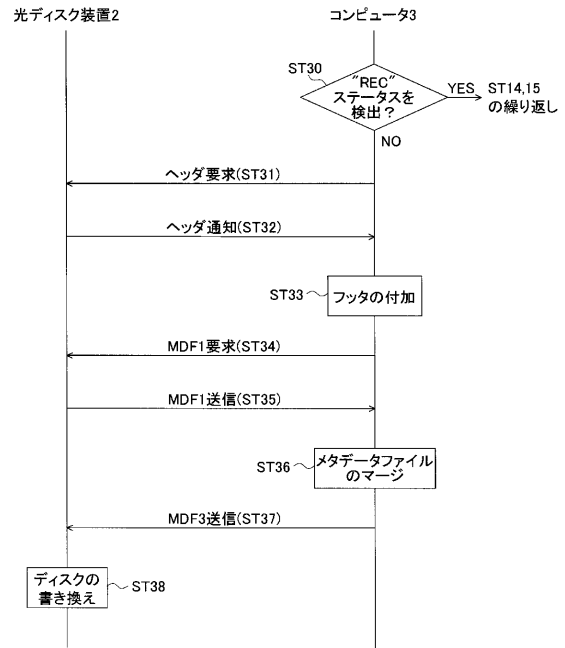 光ディスク装置2
コンピュータ3
ST30
"REC"
ステータスを
検出？
YES
ST14,15
の繰り返し
NO
ヘッダ要求(ST31)
ヘッダ通知(ST32)
ST33
フッタの付加
MDF1要求(ST34)
MDF1送信(ST35)
ST36
メタデータファイル
のマージ
MDF3送信(ST37)
ディスクの
書き換え
ST38